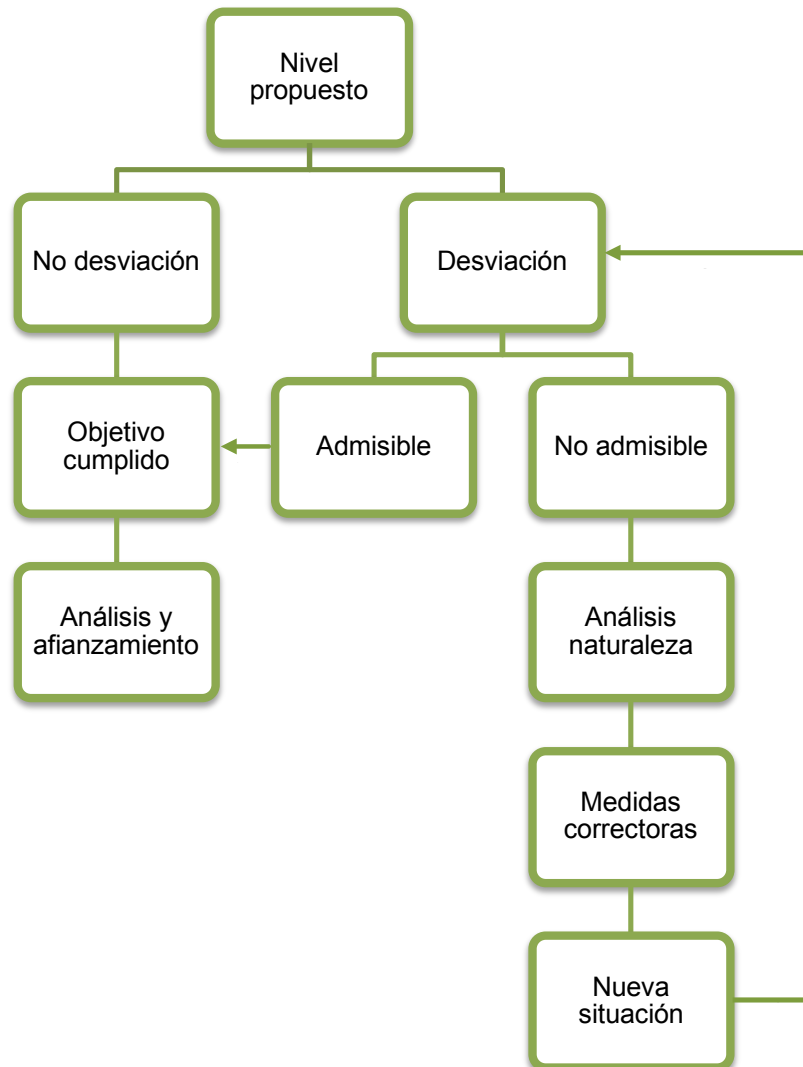 Nivel
propuesto
No desviación
Desviación
Objetivo
cumplido
Admisible
No admisible
Análisis y
afianzamiento
Análisis
naturaleza
Medidas
correctoras
Nueva
situación